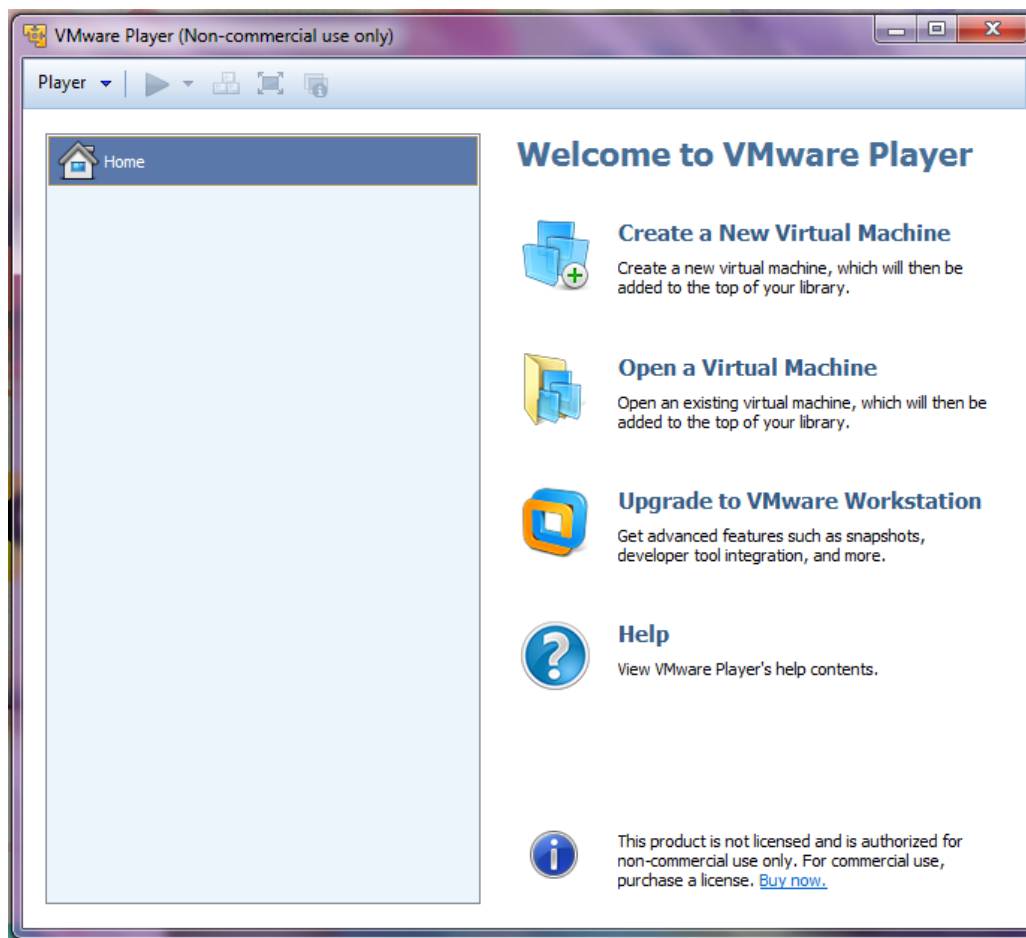 VMware Player (Non-commercial use only)
Player
Home
Welcome to VMware Player
Create a New Virtual Machine
Create a new virtual machine, which will then be
added to the top of your library.
Open a Virtual Machine
Open an existing virtual machine, which will then be
added to the top of your library.
Upgrade to VMware Workstation
Get advanced features such as snapshots,
developer tool integration, and more.
Help
View VMware Player's help contents.
This product is not licensed and is authorized for
non-commercial use only. For commercial use,
purchase a license. Buy now.